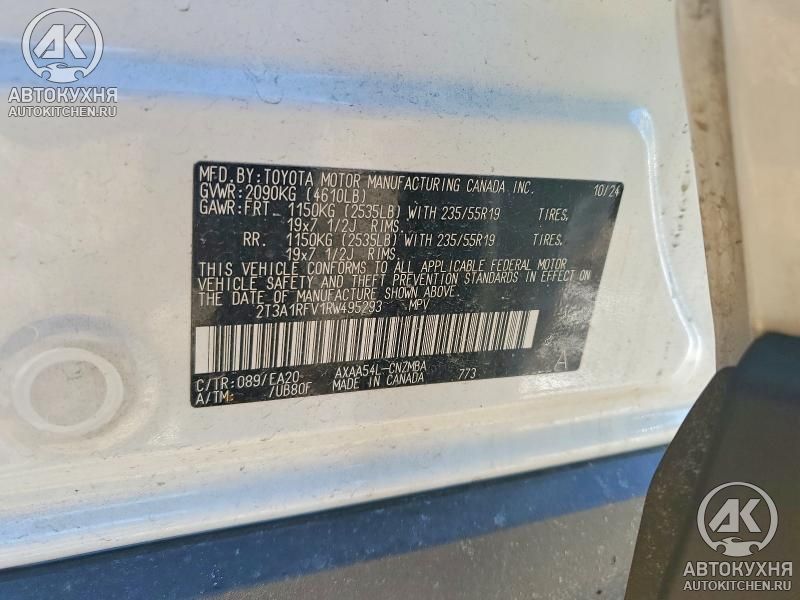 AK
АВТОКУХНЯ
AUTOKITCHEN.RU
MFD. BY: TOYOTA MOTOR MANUFACTURING CANADA INC. 10/24
GVWR: 2090KG (4610LB)
GAWR: FRT 1150KG (2535LB) WITH 235/55R19 TIRES.
19x7 1/2J RIMS.
RR. 1150KG (2535LB) WITH 235/55R19 TIRES.
19x7 1/2J RIMS.
THIS VEHICLE CONFORMS TO ALL APPLICABLE FEDERAL MOTOR
VEHICLE SAFETY AND THEFT PREVENTION STANDARDS IN EFFECT ON
THE DATE OF MANUFACTURE SHOWN ABOVE.
2T3A1RFV1RW495293 MPV
A
C/TR: 089/EA20 AXAA54L-CNZMBA 773
A/TM: /UB80F MADE IN CANADA
AK
АВТОКУХНЯ
AUTOKITCHEN.RU